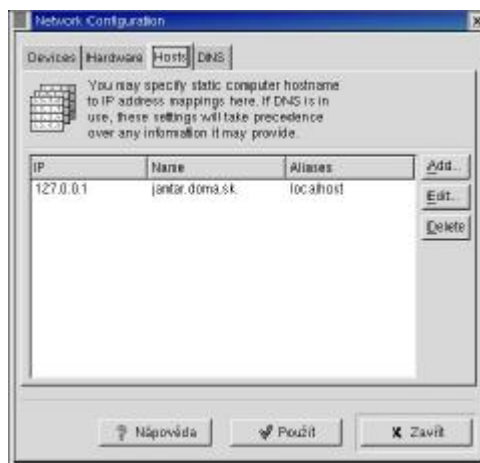 Network Configuration
Devices Hardware Hosts DNS
You may specify static computer hostname
to IP address mappings here. If DNS is in
use, these settings will take precedence
over any information it may provide.
IP Name Aliases
127.0.0.1 jantar.doma.sk localhost
Add...
Edit...
Delete
Nápověda Použít Zavřít